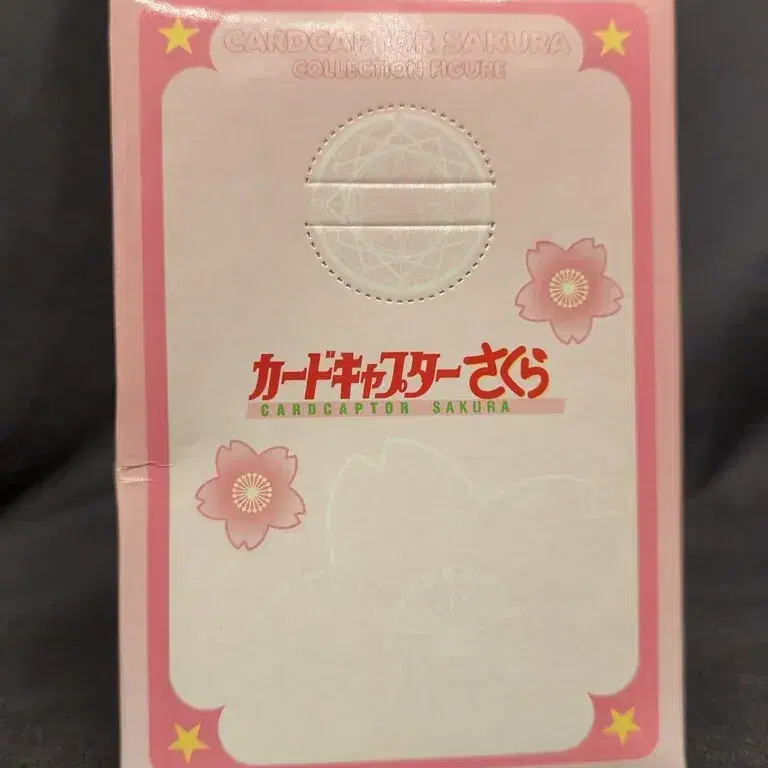 CARDCAPTOR SAKURA
COLLECTION FIGURE
カードキャプターさくら
CARDCAPTOR SAKURA